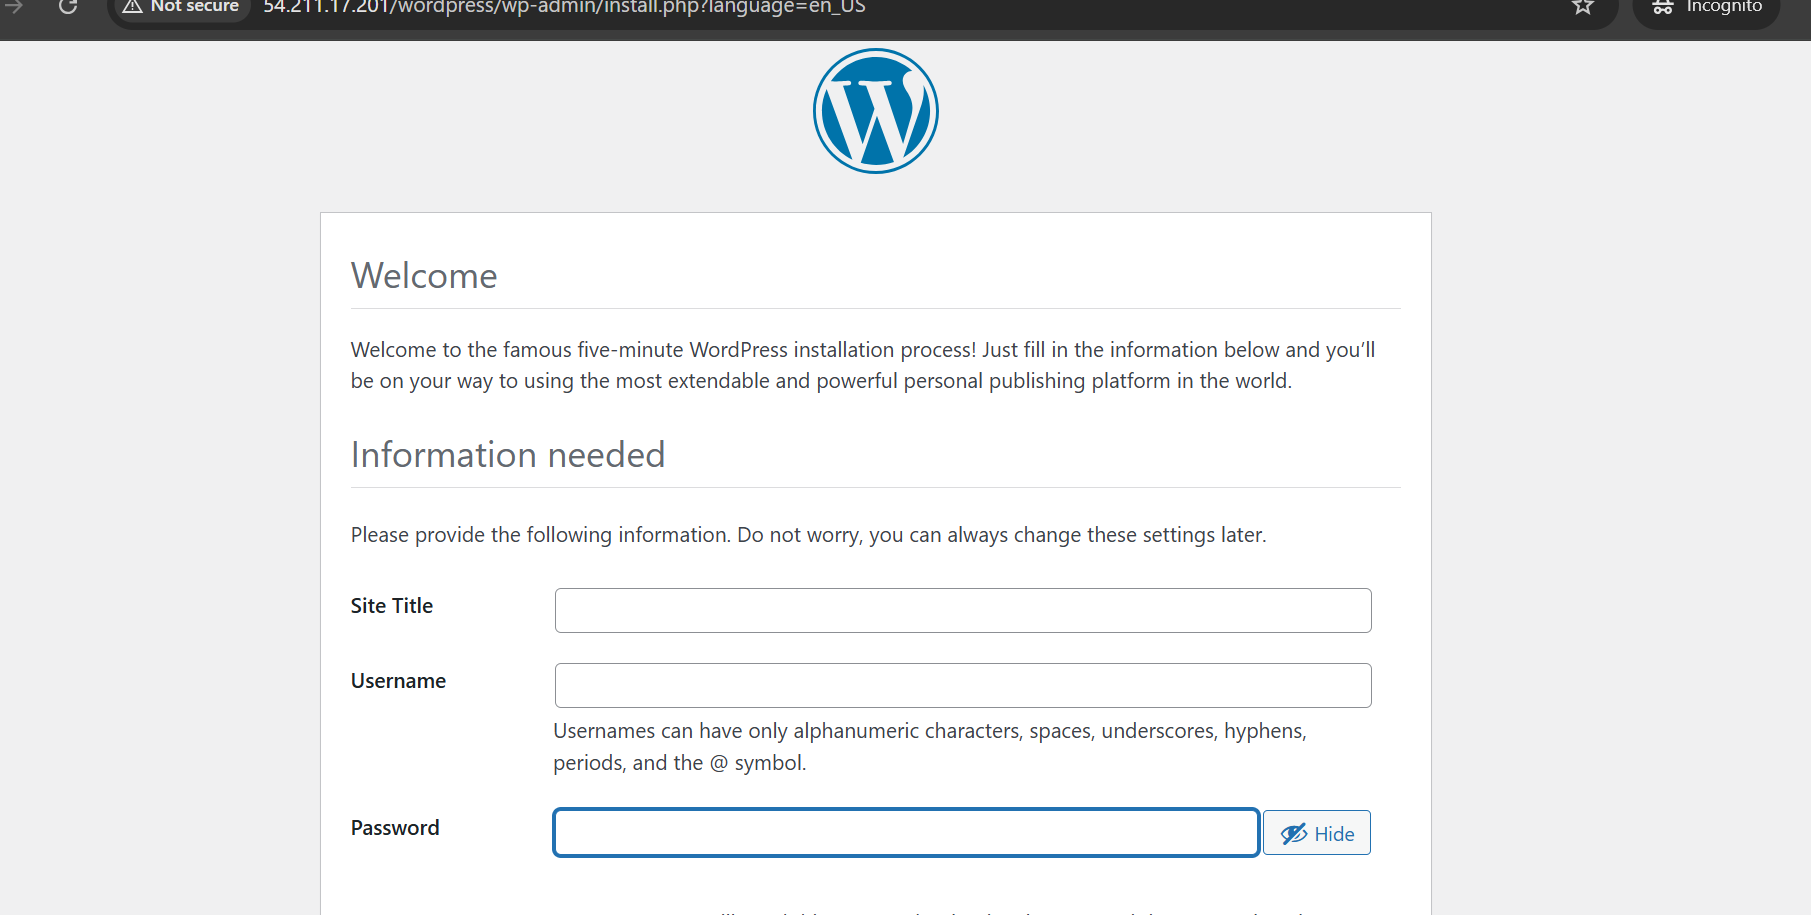 Not secure 54.211.17.201/wordpress/wp-admin/install.php?language=en_US Incognito
Welcome
Welcome to the famous five-minute WordPress installation process! Just fill in the information below and you’ll
be on your way to using the most extendable and powerful personal publishing platform in the world.
Information needed
Please provide the following information. Do not worry, you can always change these settings later.
Site Title
Username
Usernames can have only alphanumeric characters, spaces, underscores, hyphens,
periods, and the @ symbol.
Password Hide